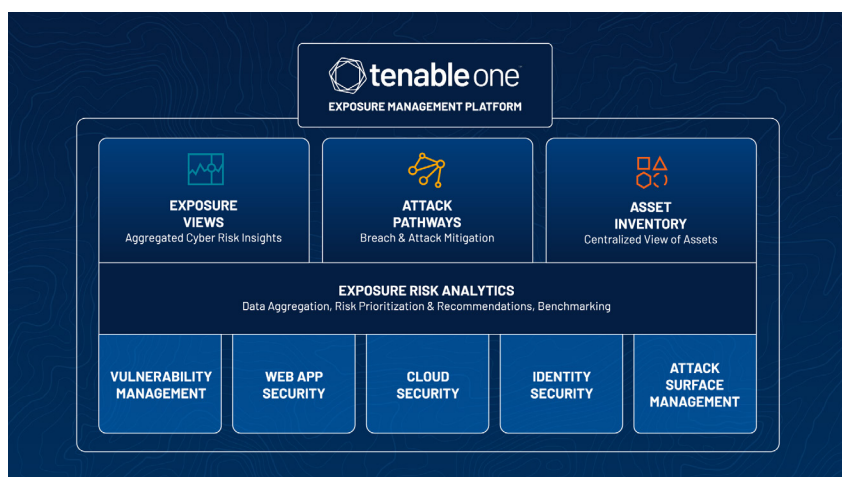 tenable one
EXPOSURE MANAGEMENT PLATFORM
EXPOSURE
VIEWS
Aggregated Cyber Risk Insights
ATTACK
PATHWAYS
Breach & Attack Mitigation
ASSET
INVENTORY
Centralized View of Assets
EXPOSURE RISK ANALYTICS
Data Aggregation, Risk Prioritization & Recommendations, Benchmarking
VULNERABILITY
MANAGEMENT
WEB APP
SECURITY
CLOUD
SECURITY
IDENTITY
SECURITY
ATTACK
SURFACE
MANAGEMENT